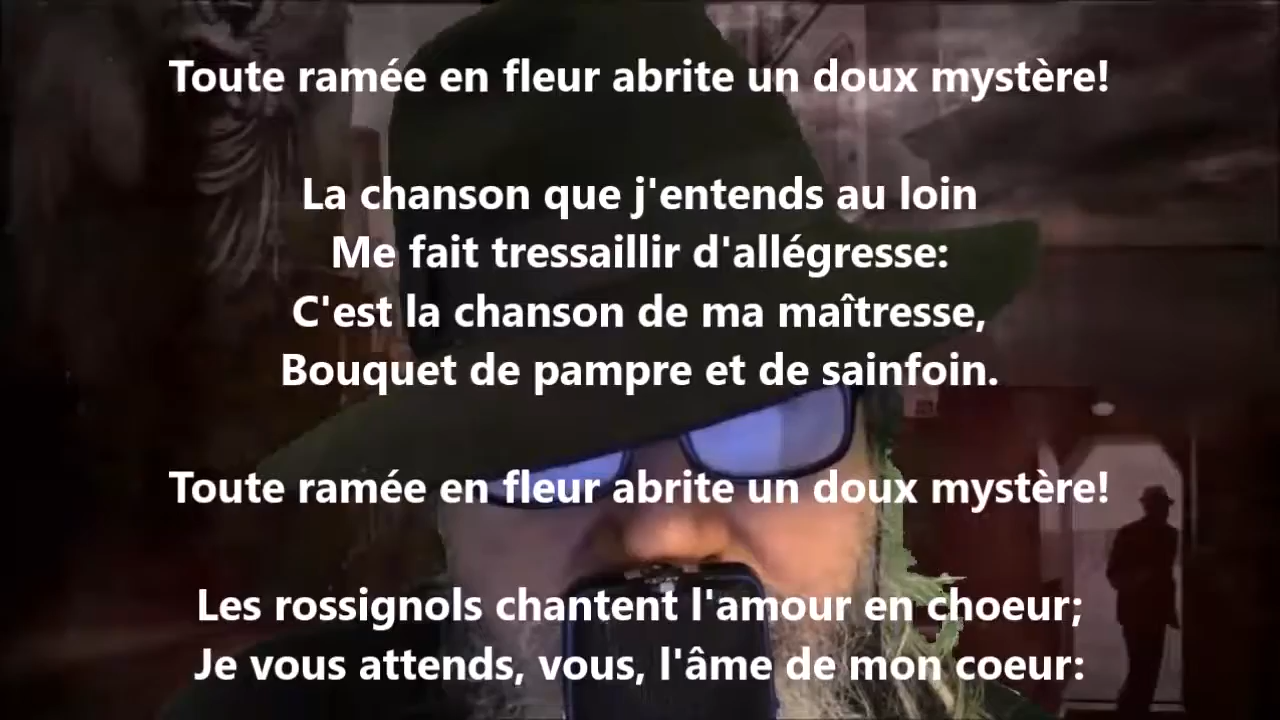 Toute ramée en fleur abrite un doux mystère!
La chanson que j'entends au loin
Me fait tressaillir d'allégresse:
C'est la chanson de ma maîtresse,
Bouquet de pampre et de sainfoin.
Toute ramée en fleur abrite un doux mystère!
Les rossignols chantent l'amour en choeur;
Je vous attends, vous, l'âme de mon coeur: